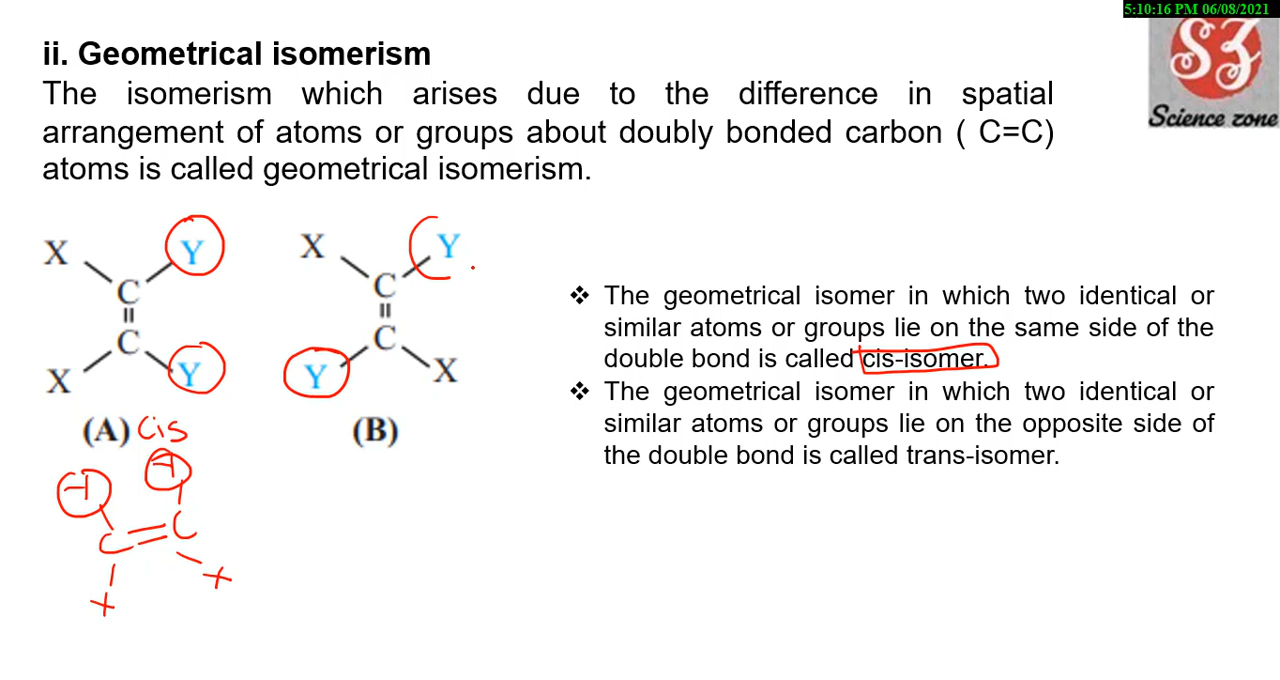 5:10:16 PM 06/08/2021
SZ
Science zone
ii. Geometrical isomerism
The isomerism which arises due to the difference in spatial
arrangement of atoms or groups about doubly bonded carbon ( C=C)
atoms is called geometrical isomerism.
X Y
C
=
C
X Y
(A) cis
X Y
C
=
C
Y X
(B)
C=C
❖ The geometrical isomer in which two identical or
similar atoms or groups lie on the same side of the
double bond is called cis-isomer.
❖ The geometrical isomer in which two identical or
similar atoms or groups lie on the opposite side of
the double bond is called trans-isomer.